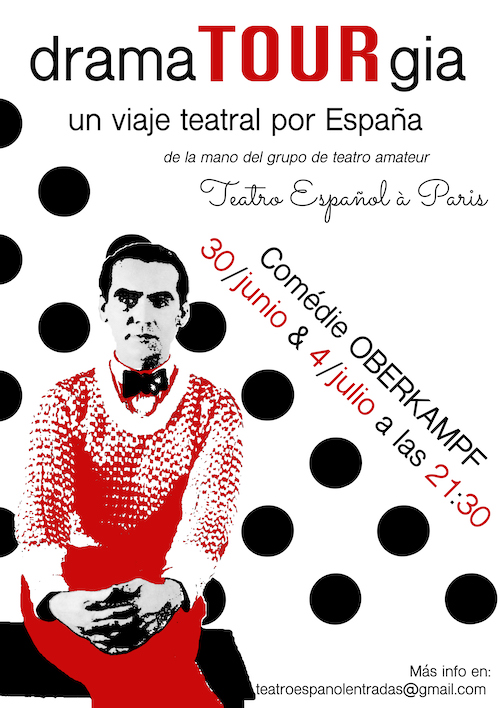 dramaTOURgia
un viaje teatral por España
de la mano del grupo de teatro amateur
Teatro Español à Paris
Comédie OBERKAMPF
30/junio & 4/julio a las 21:30
Más info en:
teatroespanolentradas@gmail.com